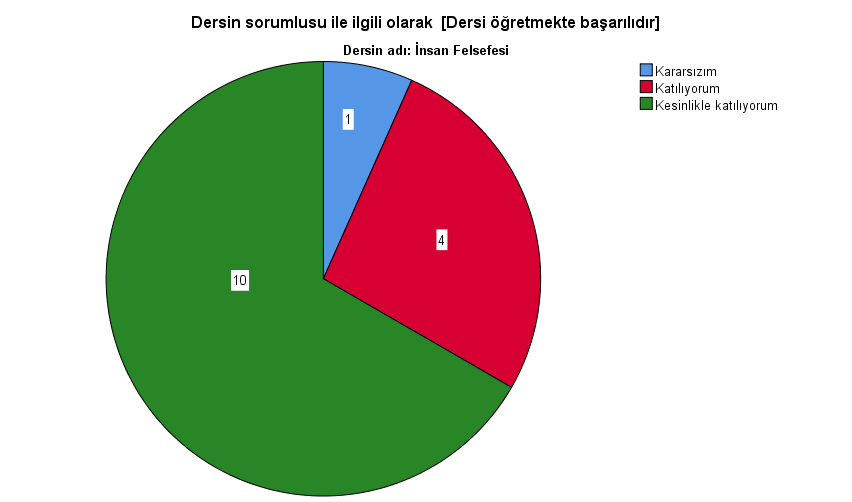 Dersin sorumlusu ile ilgili olarak [Dersi öğretmekte başarılıdır]
Dersin adı: İnsan Felsefesi
Kararsızım
Katılıyorum
Kesinlikle katılıyorum
1
4
10